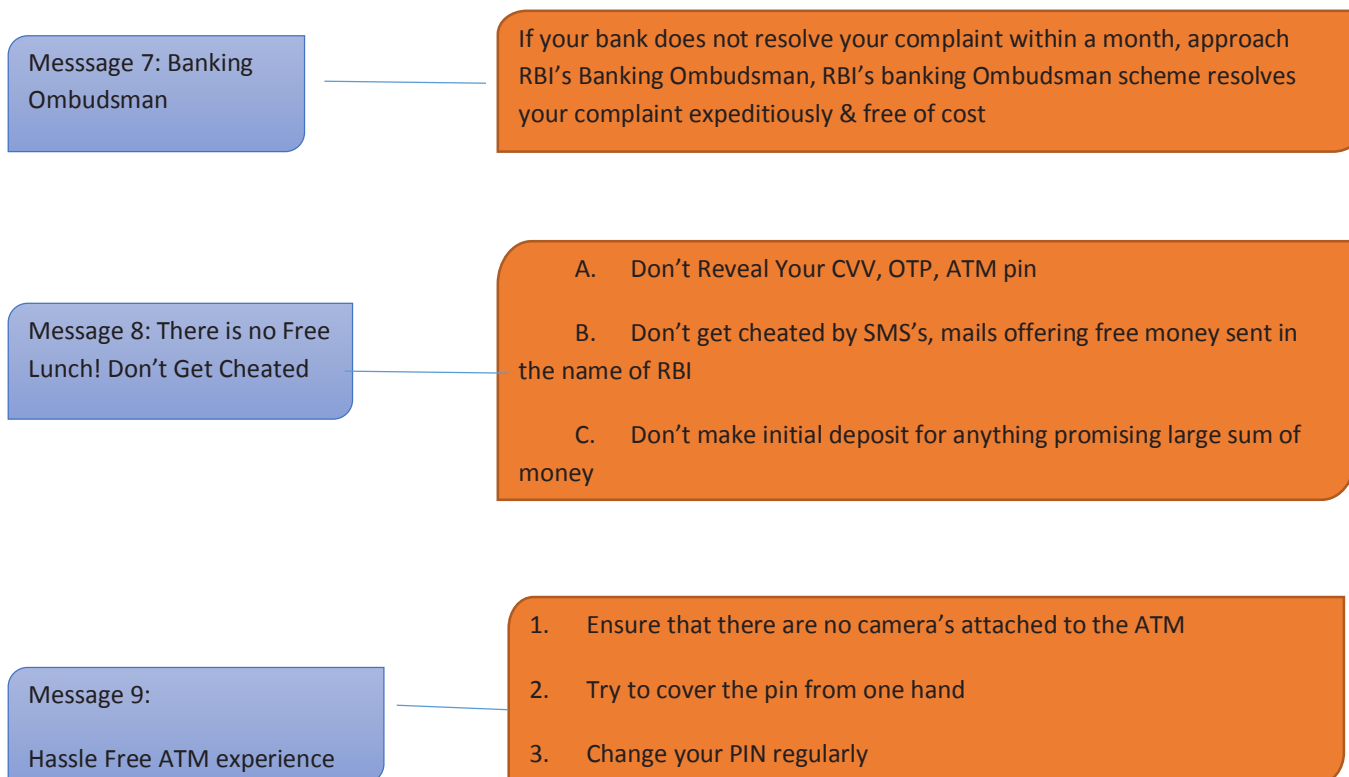 Messsage 7: Banking
Ombudsman
If your bank does not resolve your complaint within a month, approach
RBI’s Banking Ombudsman, RBI’s banking Ombudsman scheme resolves
your complaint expeditiously & free of cost
Message 8: There is no Free
Lunch! Don’t Get Cheated
A. Don’t Reveal Your CVV, OTP, ATM pin
B. Don’t get cheated by SMS’s, mails offering free money sent in
the name of RBI
C. Don’t make initial deposit for anything promising large sum of
money
Message 9:
Hassle Free ATM experience
1. Ensure that there are no camera’s attached to the ATM
2. Try to cover the pin from one hand
3. Change your PIN regularly